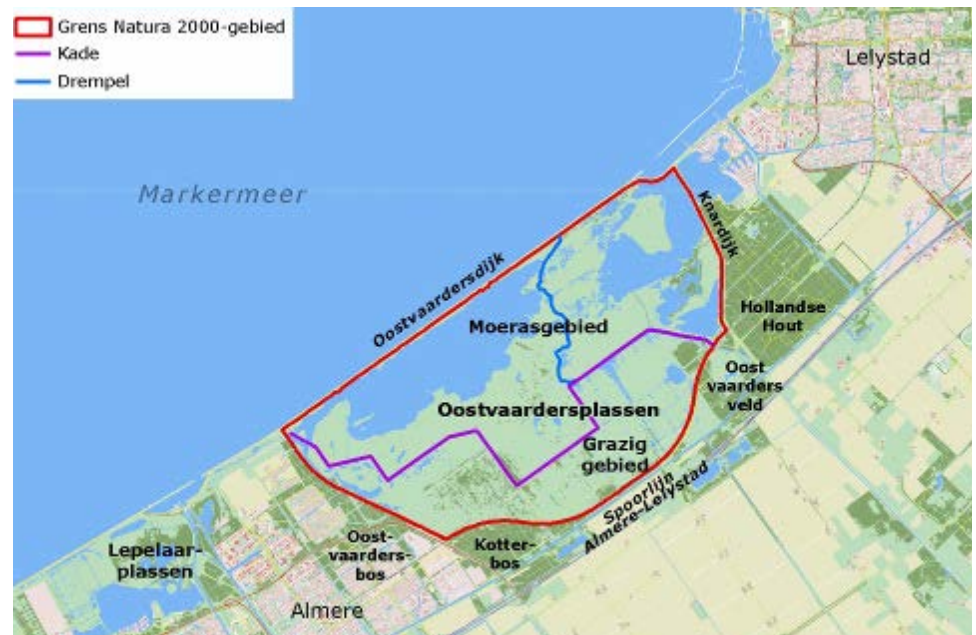 Grens Natura 2000-gebied
Kade
Drempel
Lelystad
Markermeer
Knardijk
Oostvaardersdijk
Hollandse
Hout
Moerasgebied
Oost
vaarders
veld
Oostvaardersplassen
Grazig
gebied
Spoorlijn
Almere-Lelystad
Oost-
vaarders-
bos
Kotter-
bos
Lepelaar-
plassen
Almere